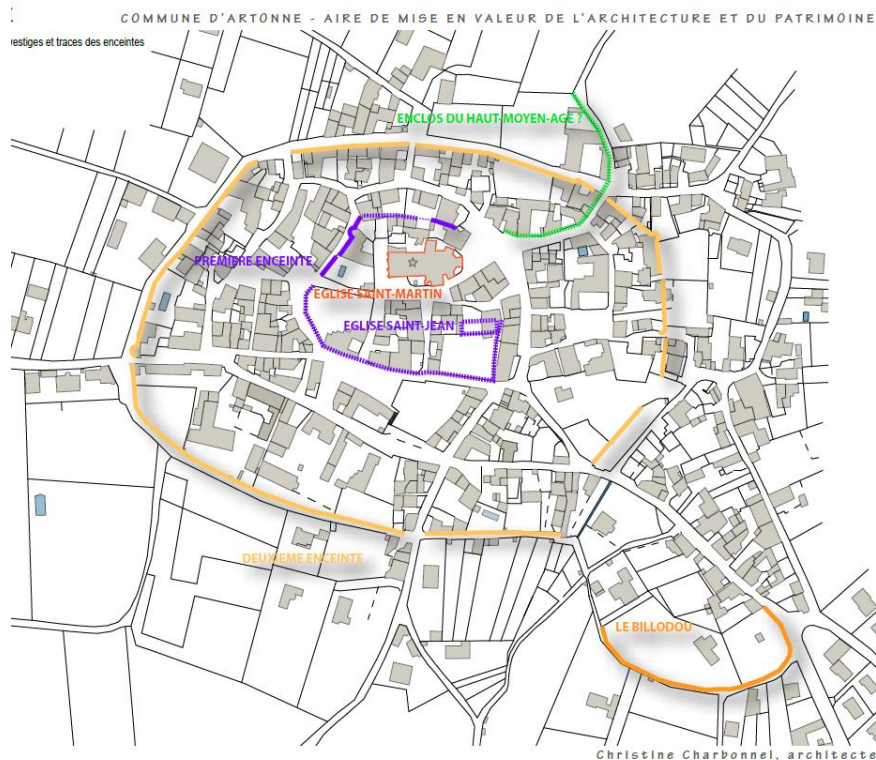 COMMUNE D'ARTONNE - AIRE DE MISE EN VALEUR DE L'ARCHITECTURE ET DU PATRIMOINE
vestiges et traces des enceintes
ENCLOS DU HAUT-MOYEN-AGE ?
PREMIERE ENCEINTE
EGLISE SAINT-MARTIN
EGLISE SAINT-JEAN
DEUXIEME ENCEINTE
LE BILLODOU
Christine Charbonnel, architecte